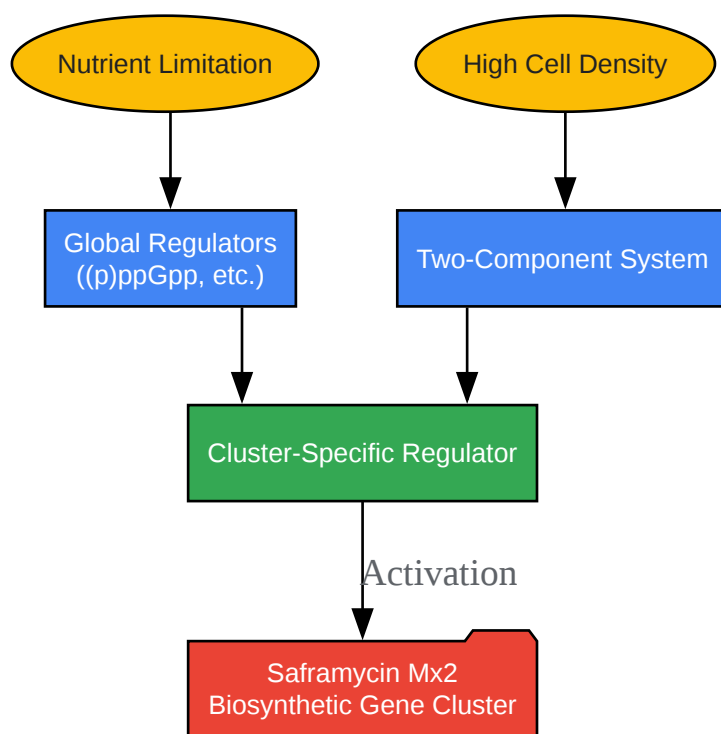 Nutrient Limitation
High Cell Density
Global Regulators
((p)ppGpp, etc.)
Two-Component System
Cluster-Specific Regulator
Activation
Saframycin Mx2
Biosynthetic Gene Cluster